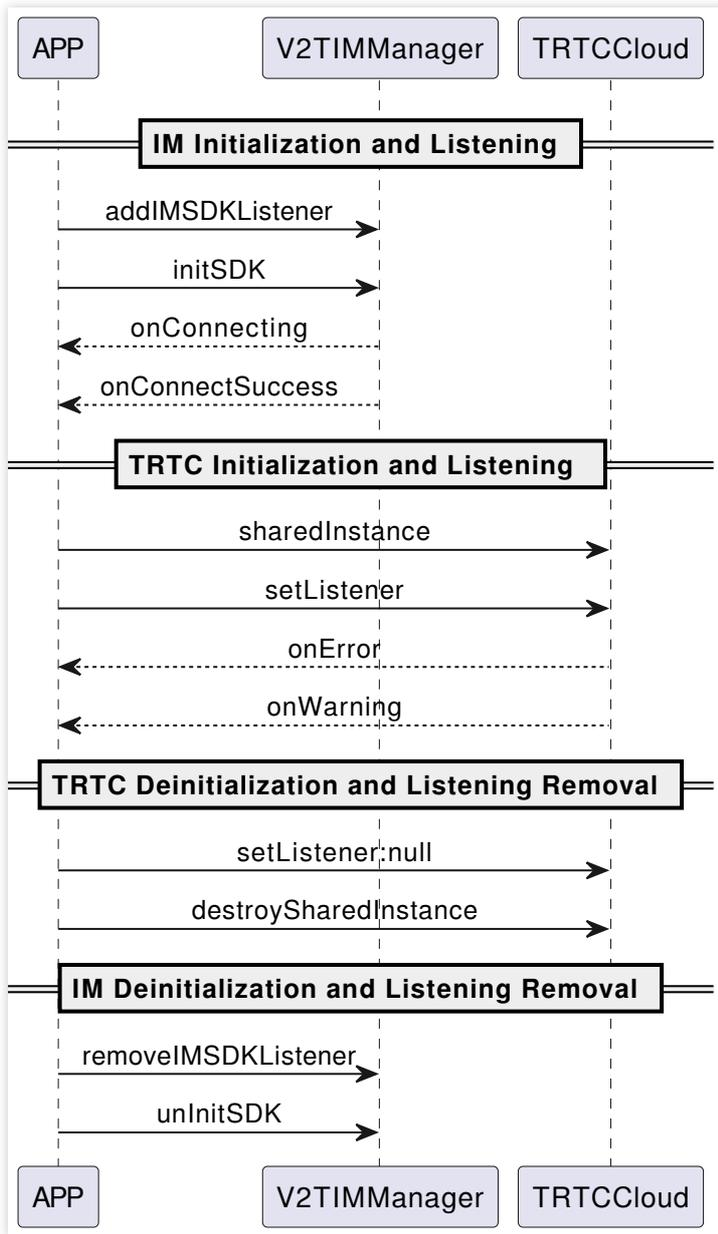 APP V2TIMManager TRTCCloud
IM Initialization and Listening
addIMSDKListener
initSDK
onConnecting
onConnectSuccess
TRTC Initialization and Listening
sharedInstance
setListener
onError
onWarning
TRTC Deinitialization and Listening Removal
setListener:null
destroySharedInstance
IM Deinitialization and Listening Removal
removeIMSDKListener
unInitSDK
APP V2TIMManager TRTCCloud